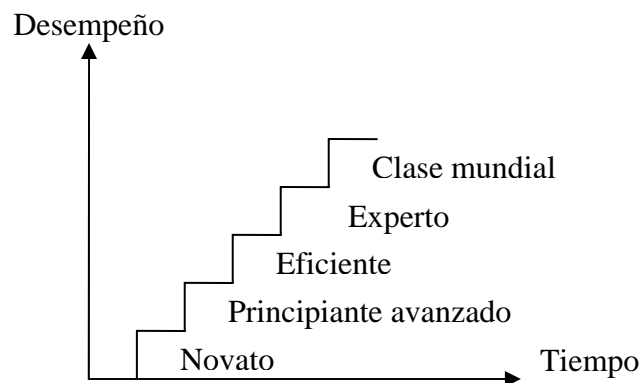 Desempeño
Clase mundial
Experto
Eficiente
Principiante avanzado
Novato
Tiempo